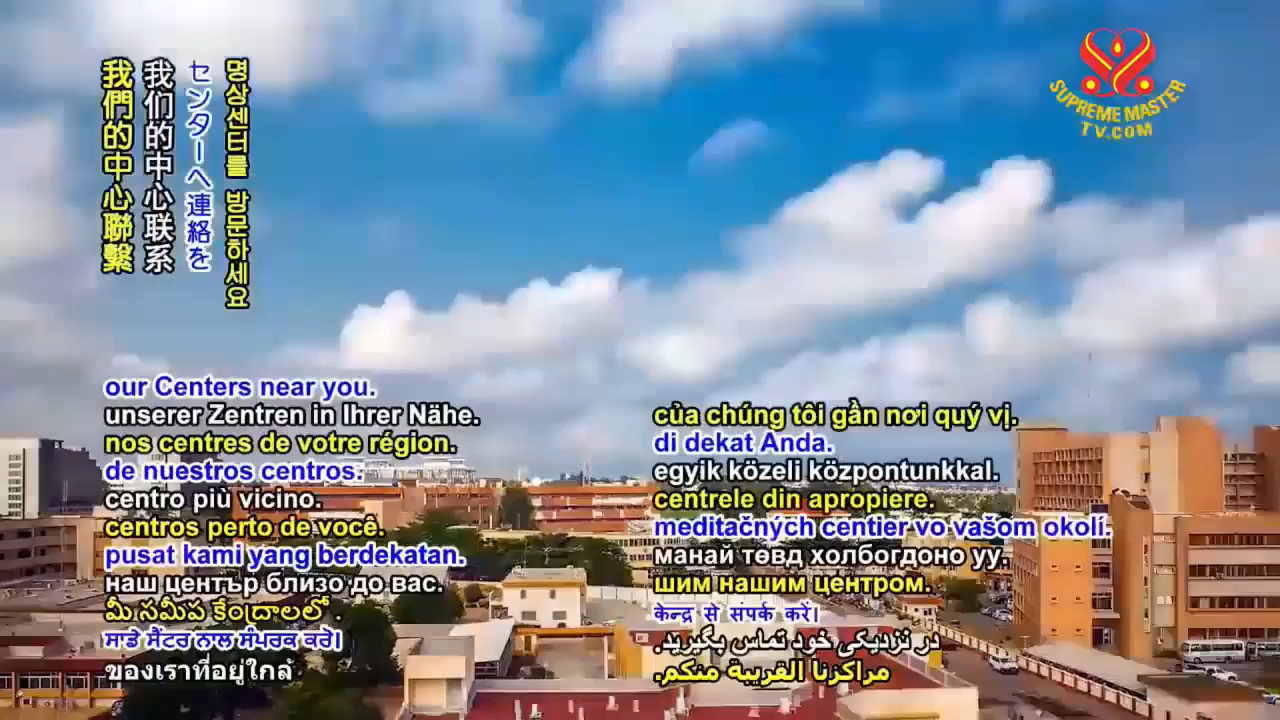 我們的中心聯繫
我们的中心联系
センターへ連絡を
명상센터를 방문하세요
SUPREME MASTER
TV.COM
our Centers near you.
unserer Zentren in Ihrer Nähe.
nos centres de votre région.
de nuestros centros.
centro più vicino.
centros perto de você.
pusat kami yang berdekatan.
наш център близо до вас.
మీ సమీప కేంద్రాలలో .
ਸਾਡੇ ਸੈਂਟਰ ਨਾਲ ਸੰਪਰਕ ਕਰੋ।
ของเราที่อยู่ใกล้
của chúng tôi gần nơi quý vị.
di dekat Anda.
egyik közeli központunkkal.
centrele din apropiere.
meditačných centier vo vašom okolí.
манай төвд холбогдоно уу.
шим нашим центром.
केन्द्र से संपर्क करें।
در نزدیکی خود تماس بگیرید.
مراكزنا القريبة منكم.